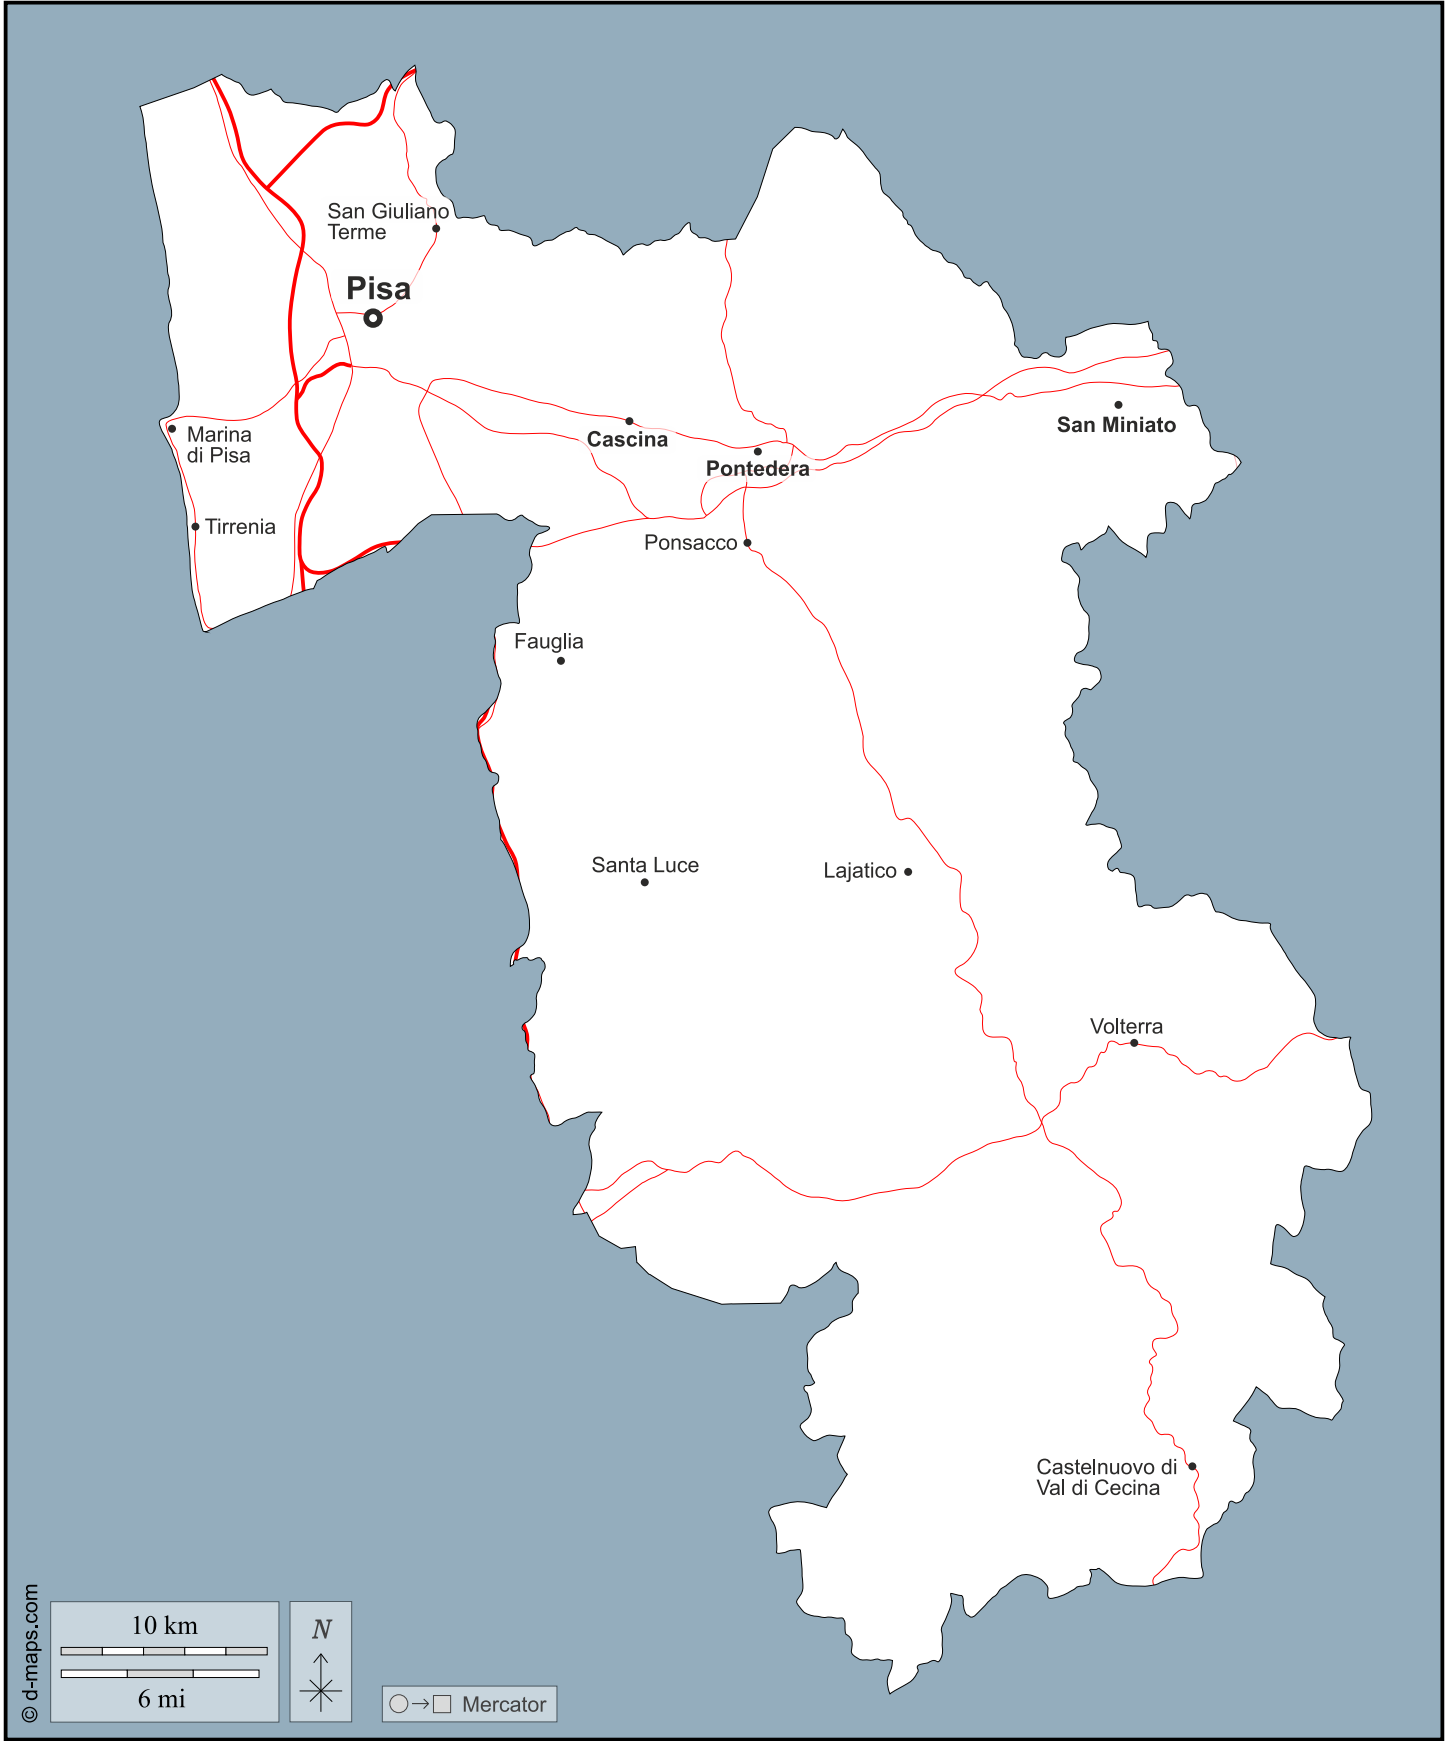 San Giuliano
Terme
Pisa
Marina
di Pisa
Cascina
San Miniato
Pontedera
Tirrenia
Ponsacco
Fauglia
Santa Luce
Lajatico
Volterra
Castelnuovo di
Val di Cecina
© d-maps.com
10 km
6 mi
N
Mercator